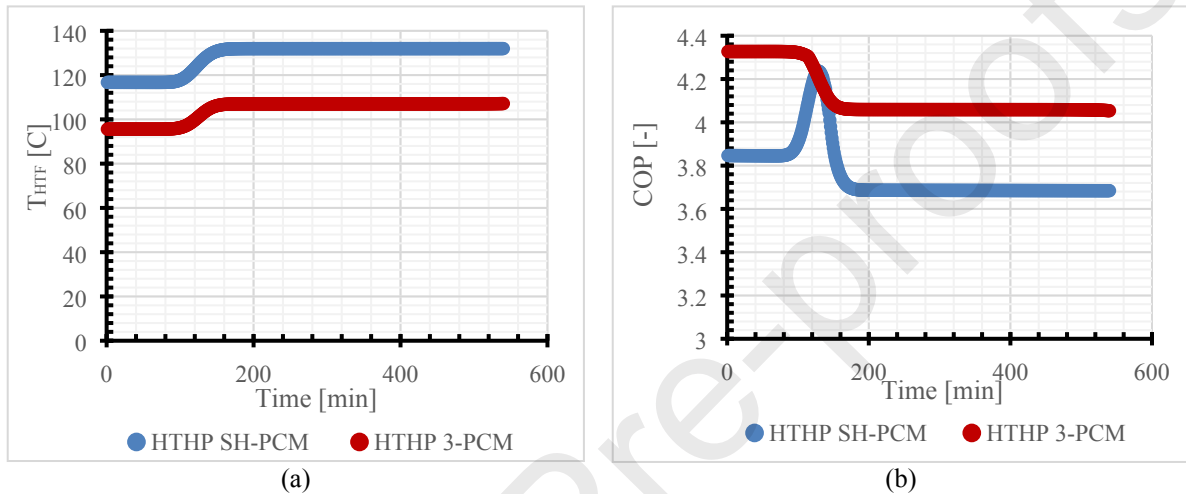 140
120
100
80
60
40
20
0
T_HTF [C]
0 200 400 600
Time [min]
HTHP SH-PCM HTHP 3-PCM
(a)
4.4
4.2
4
3.8
3.6
3.4
3.2
3
COP [-]
0 200 400 600
Time [min]
HTHP SH-PCM HTHP 3-PCM
(b)
Pre-proofs